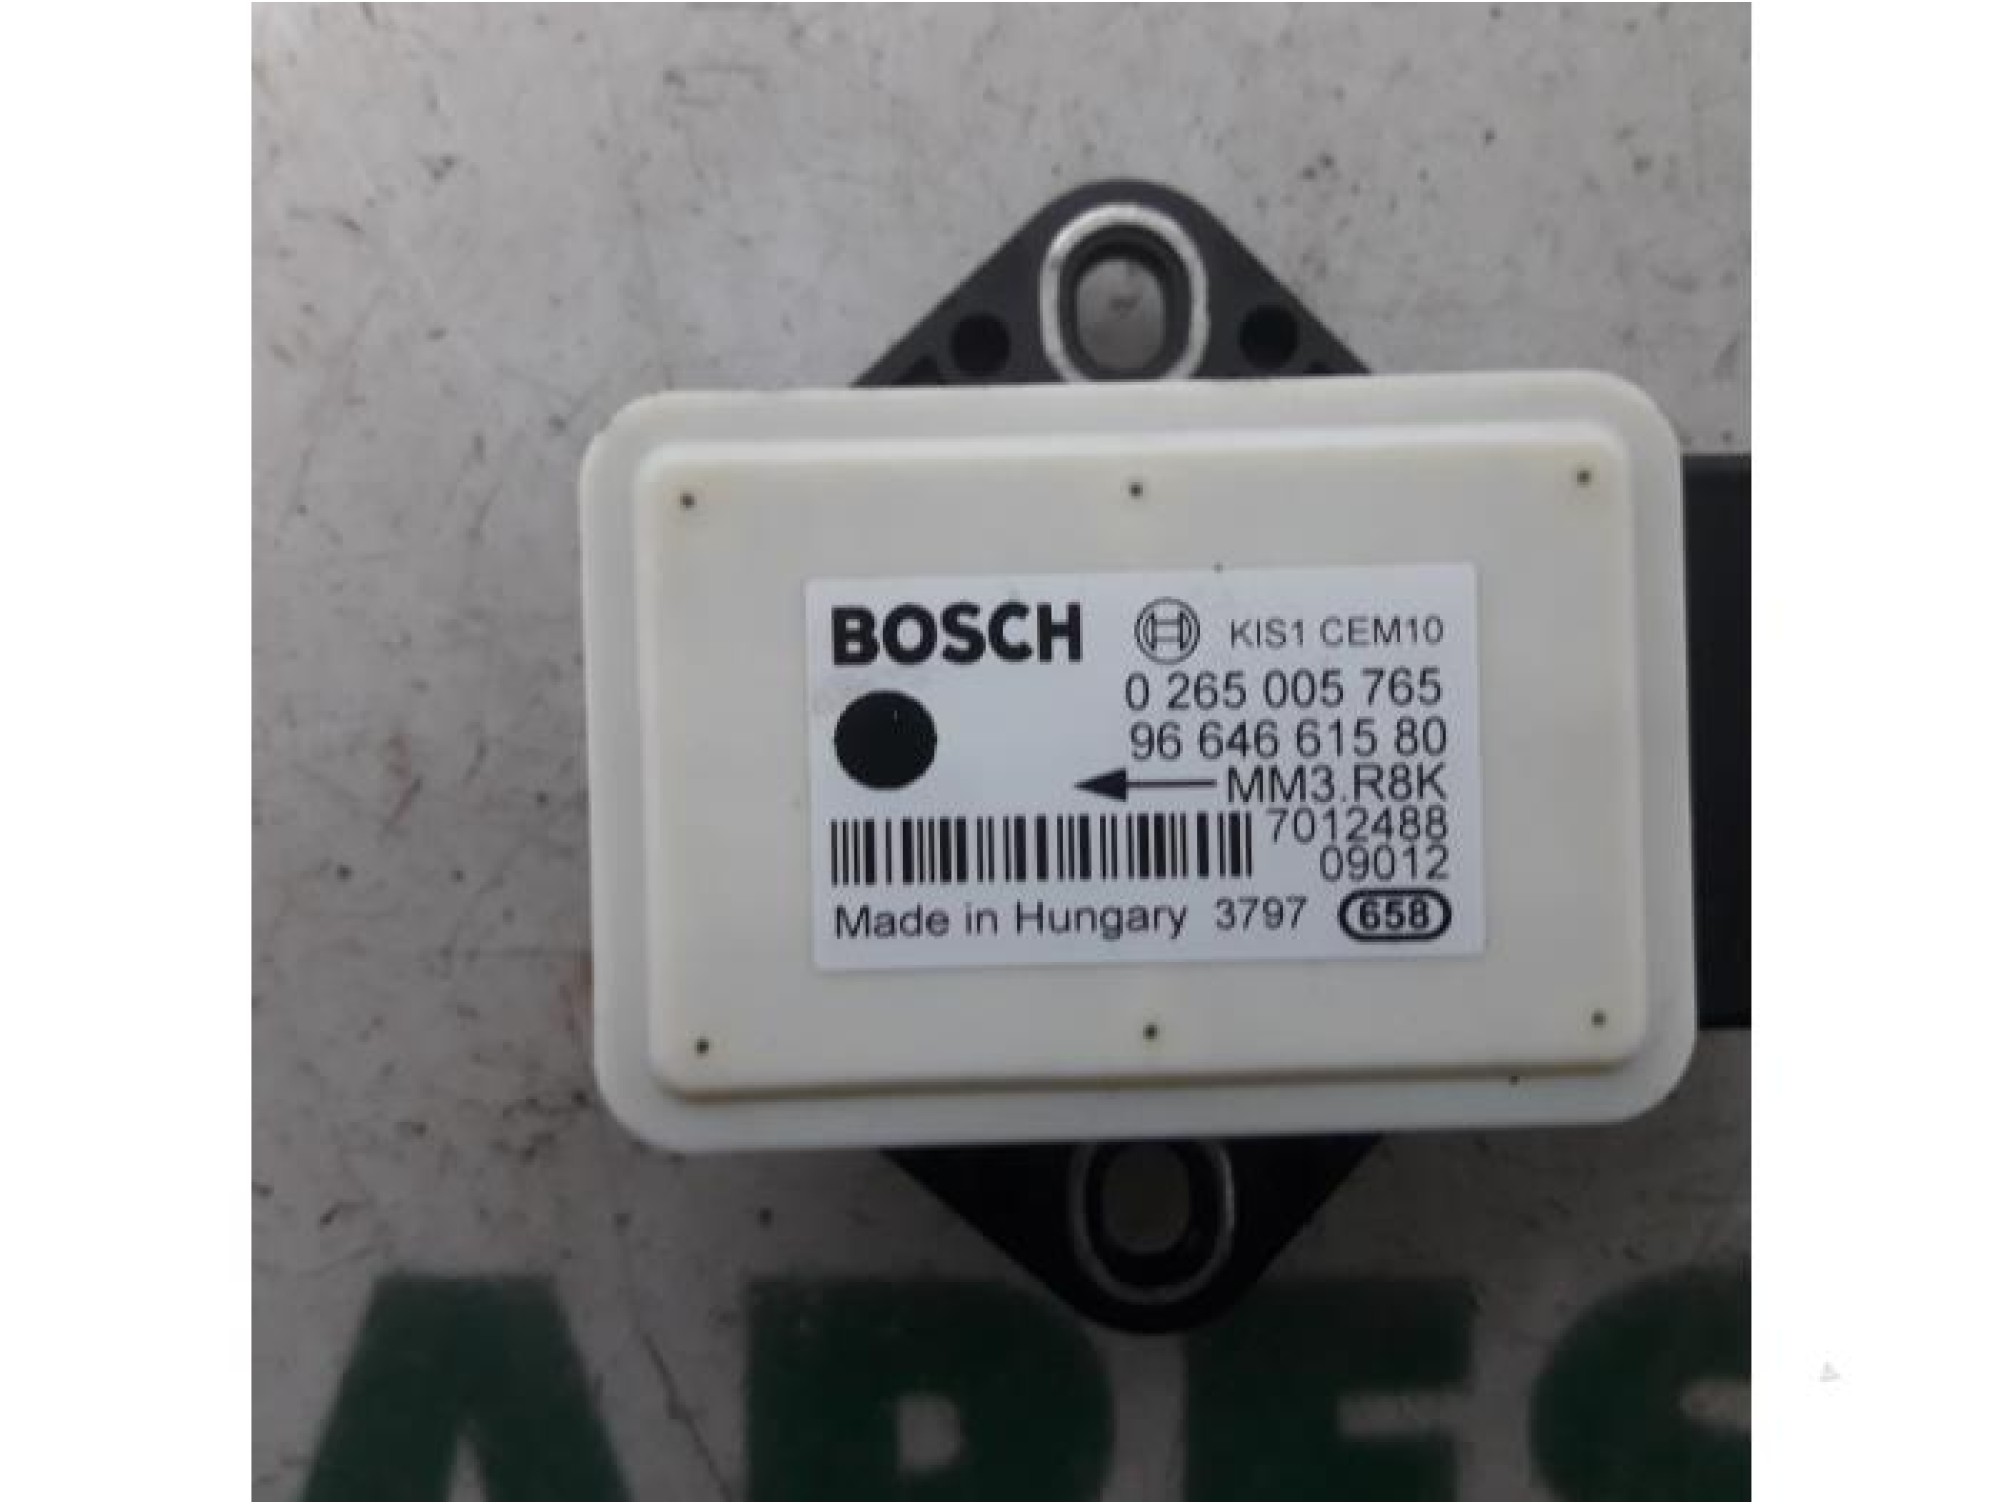 BOSCH KIS1 CEM10
0 265 005 765
96 646 615 80
MM3.R8K
7012488
09012
Made in Hungary 3797 658
ARES